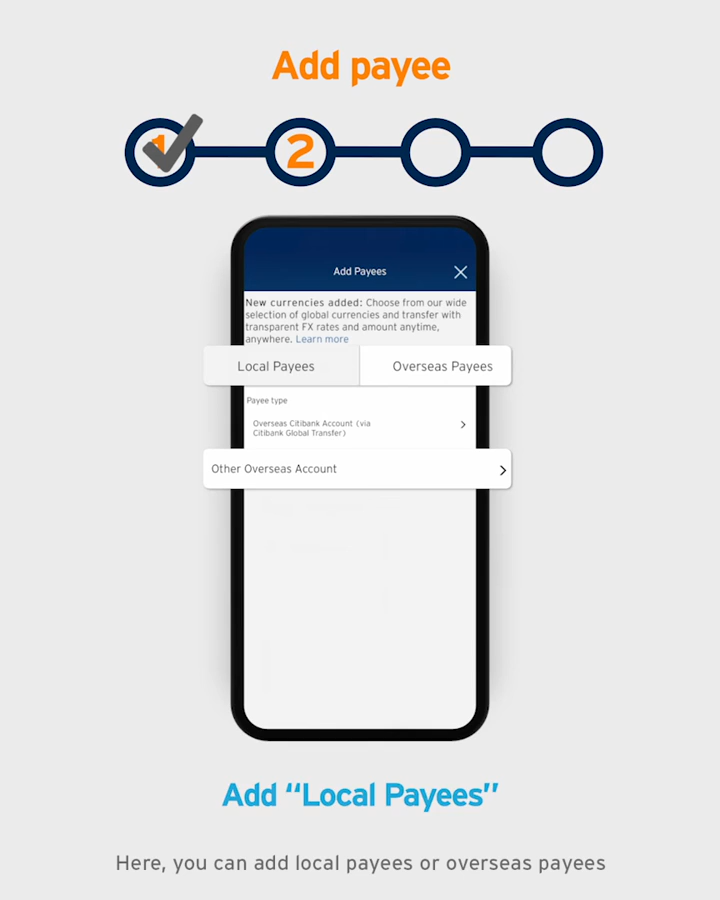 Add payee
1
2
Add Payees
New currencies added: Choose from our wide
selection of global currencies and transfer with
transparent FX rates and amount anytime,
anywhere. Learn more
Local Payees
Overseas Payees
Payee type
Overseas Citibank Account (via
Citibank Global Transfer)
Other Overseas Account
Add “Local Payees”
Here, you can add local payees or overseas payees